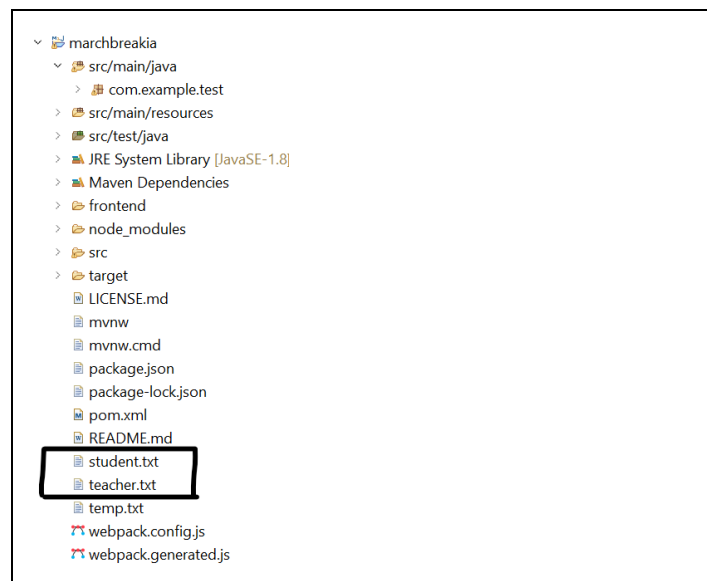 marchbreakia
src/main/java
com.example.test
src/main/resources
src/test/java
JRE System Library [JavaSE-1.8]
Maven Dependencies
frontend
node_modules
src
target
LICENSE.md
mvnw
mvnw.cmd
package.json
package-lock.json
pom.xml
README.md
student.txt
teacher.txt
temp.txt
webpack.config.js
webpack.generated.js